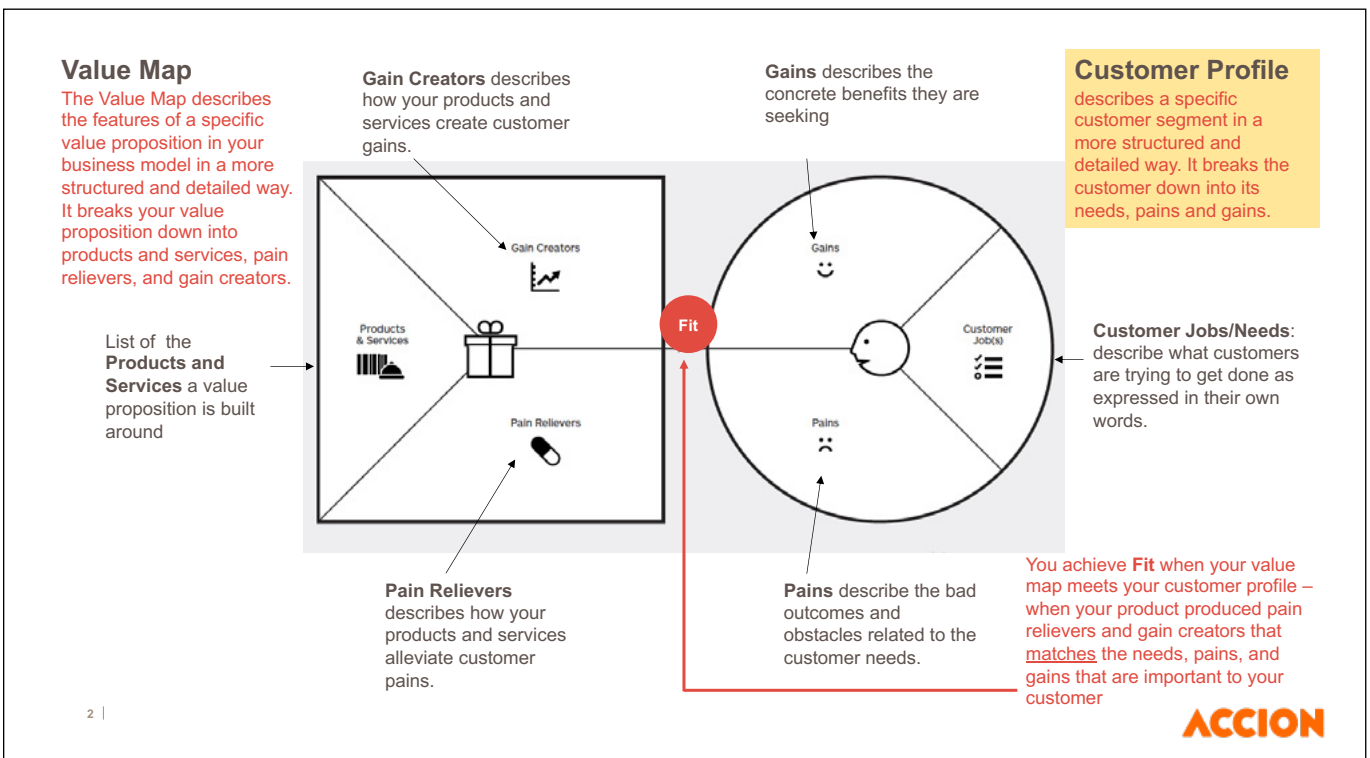 Value Map
The Value Map describes
the features of a specific
value proposition in your
business model in a more
structured and detailed way.
It breaks your value
proposition down into
products and services, pain
relievers, and gain creators.
Gain Creators describes
how your products and
services create customer
gains.
Gains describes the
concrete benefits they are
seeking
Customer Profile
describes a specific
customer segment in a
more structured and
detailed way. It breaks the
customer down into its
needs, pains and gains.
List of the
Products and
Services a value
proposition is built
around
Products
& Services
Gain Creators
Pain Relievers
Fit
Gains
Pains
Customer
Job(s)
Customer Jobs/Needs:
describe what customers
are trying to get done as
expressed in their own
words.
Pain Relievers
describes how your
products and services
alleviate customer
pains.
Pains describe the bad
outcomes and
obstacles related to the
customer needs.
You achieve Fit when your value
map meets your customer profile –
when your product produced pain
relievers and gain creators that
matches the needs, pains, and
gains that are important to your
customer
2 |
ACCION